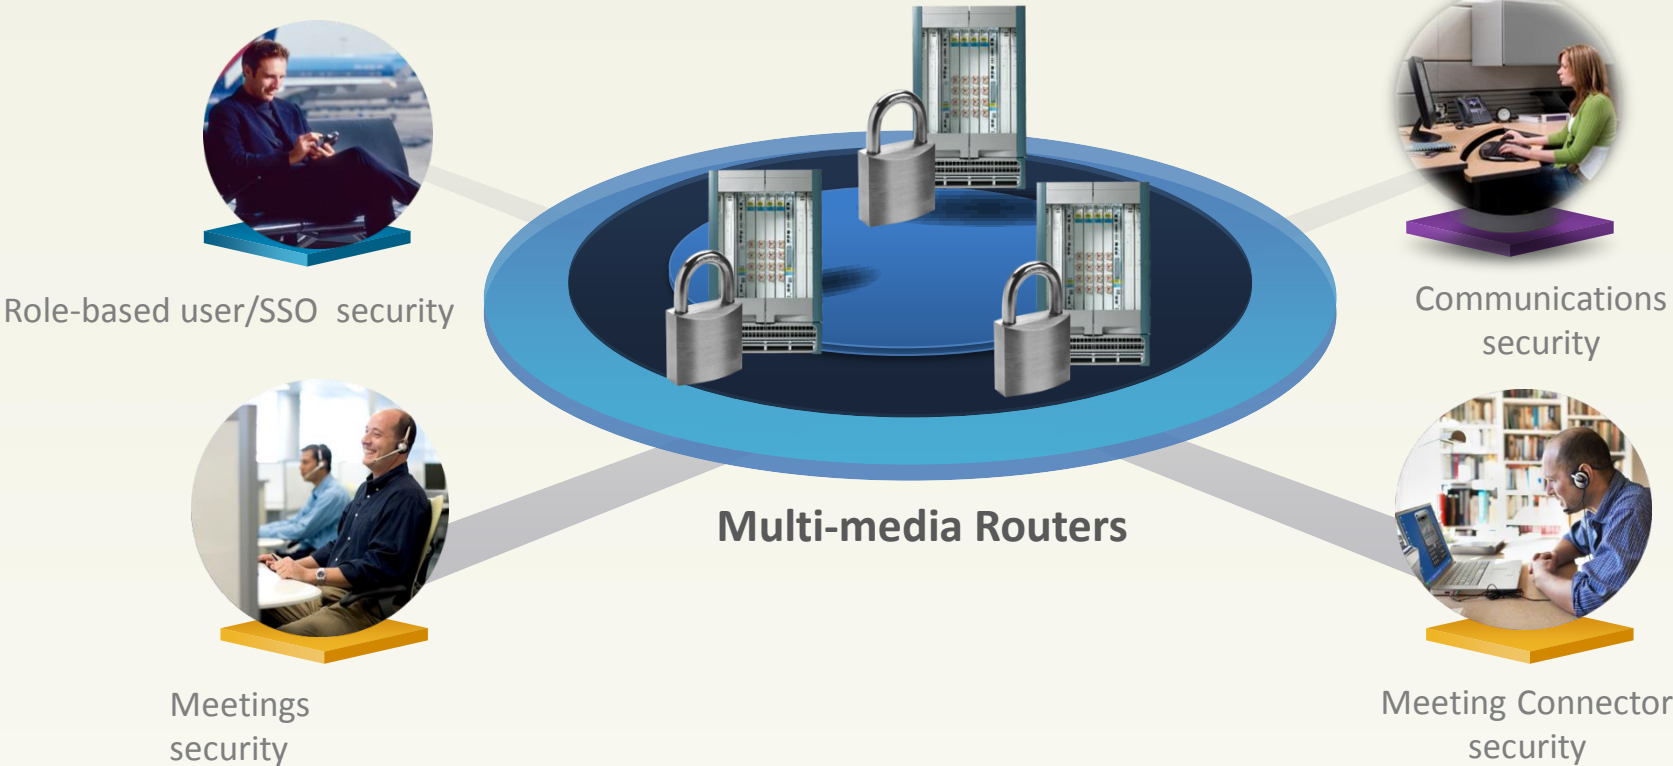 Role-based user/SSO  security
Communications
security
Multi-media Routers
Meetings
security
Meeting Connector
security